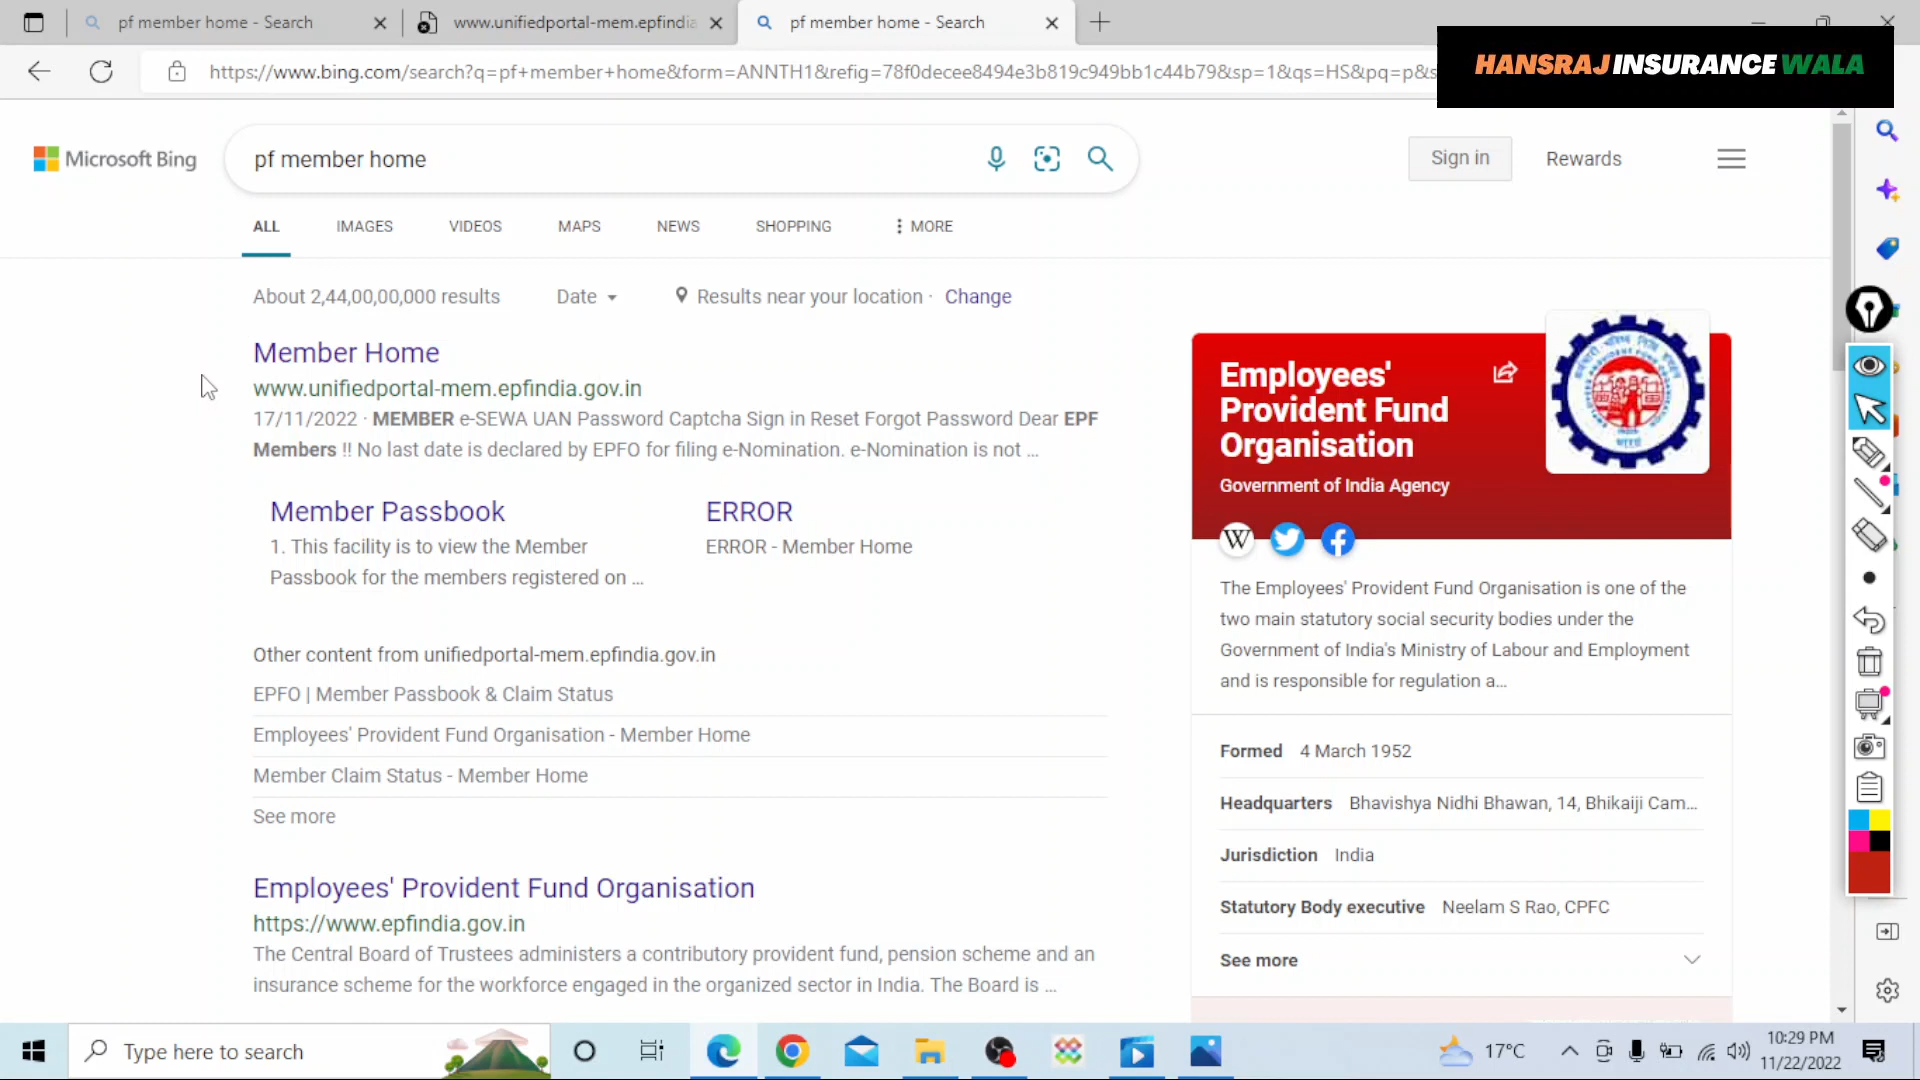 pf member home - Search
www.unifiedportal-mem.epfindia
pf member home - Search
https://www.bing.com/search?q=pf+member+home&form=ANNTH1&refig=78f0decee8494e3b819c949bb1c44b79&sp=1&qs=HS&pq=p&s
HANSRAJ INSURANCE WALA
Microsoft Bing
pf member home
Sign in
Rewards
ALL
IMAGES
VIDEOS
MAPS
NEWS
SHOPPING
MORE
About 2,44,00,00,000 results
Date
Results near your location · Change
Member Home
www.unifiedportal-mem.epfindia.gov.in
17/11/2022 · MEMBER e-SEWA UAN Password Captcha Sign in Reset Forgot Password Dear EPF
Members !! No last date is declared by EPFO for filing e-Nomination. e-Nomination is not ...
Member Passbook
1. This facility is to view the Member
Passbook for the members registered on ...
ERROR
ERROR - Member Home
Other content from unifiedportal-mem.epfindia.gov.in
EPFO | Member Passbook & Claim Status
Employees' Provident Fund Organisation - Member Home
Member Claim Status - Member Home
See more
Employees' Provident Fund Organisation
https://www.epfindia.gov.in
The Central Board of Trustees administers a contributory provident fund, pension scheme and an
insurance scheme for the workforce engaged in the organized sector in India. The Board is ...
Employees'
Provident Fund
Organisation
Government of India Agency
W
The Employees' Provident Fund Organisation is one of the
two main statutory social security bodies under the
Government of India's Ministry of Labour and Employment
and is responsible for regulation a...
Formed 4 March 1952
Headquarters Bhavishya Nidhi Bhawan, 14, Bhikaiji Cam...
Jurisdiction India
Statutory Body executive Neelam S Rao, CPFC
See more
Type here to search
17°C
10:29 PM
11/22/2022